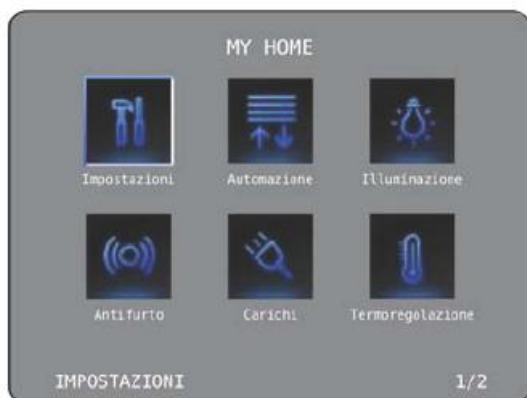 MY HOME
Impostazioni Automazione Illuminazione
Antifurto Carichi Termoregolazione
IMPOSTAZIONI 1/2